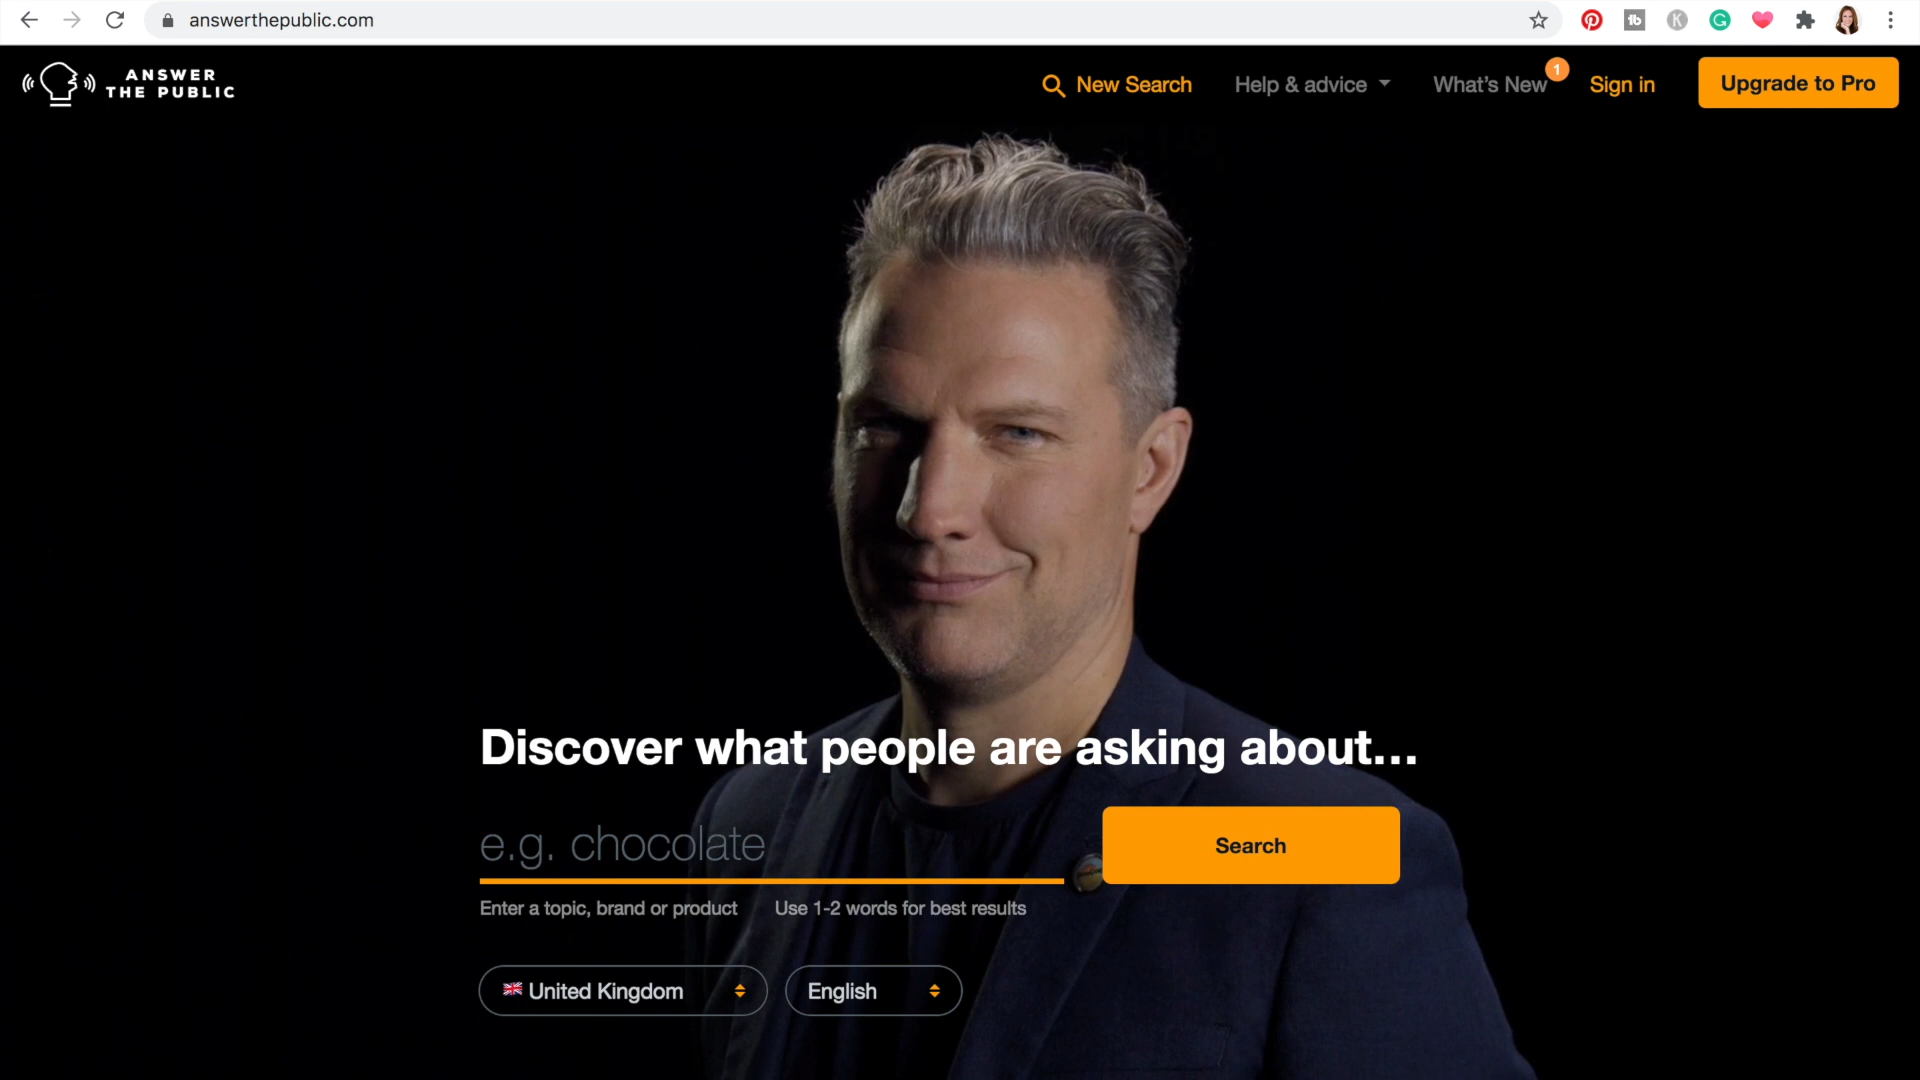 answerthepublic.com
ANSWER
THE PUBLIC
New Search
Help & advice
What's New
1
Sign in
Upgrade to Pro
Discover what people are asking about...
e.g. chocolate
Search
Enter a topic, brand or product
Use 1-2 words for best results
United Kingdom
English